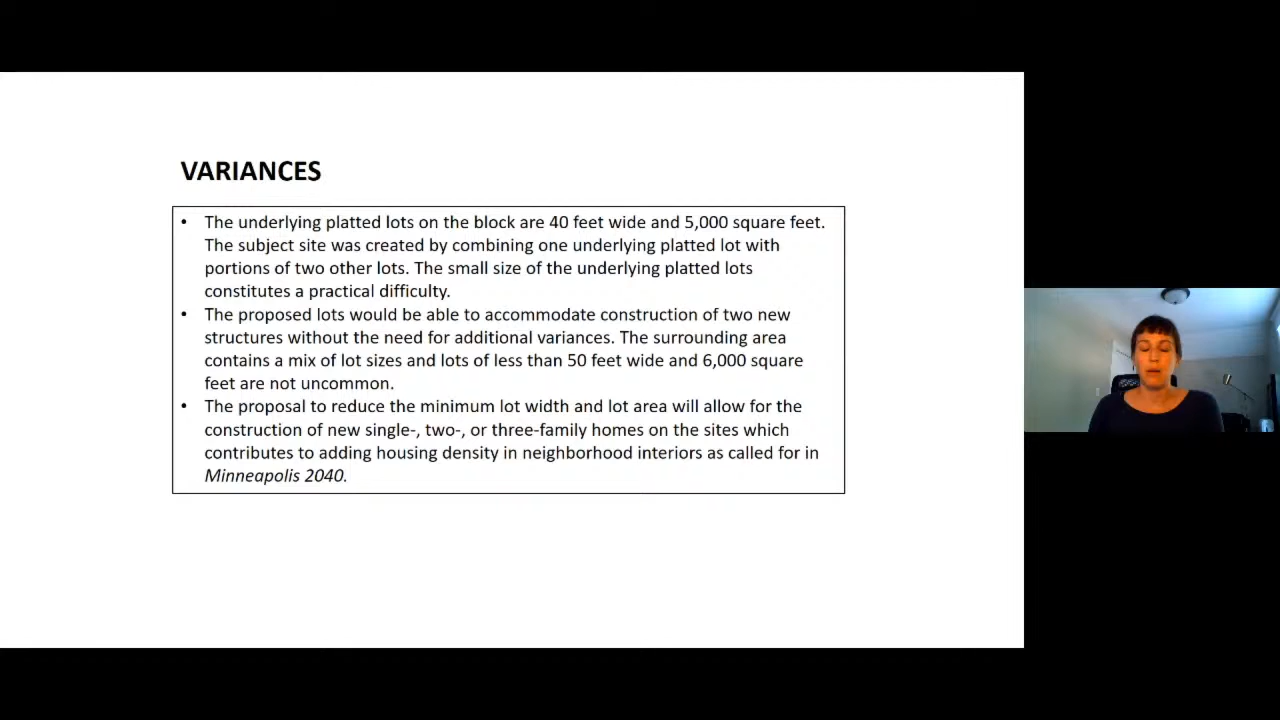 VARIANCES
• The underlying platted lots on the block are 40 feet wide and 5,000 square feet.
The subject site was created by combining one underlying platted lot with
portions of two other lots. The small size of the underlying platted lots
constitutes a practical difficulty.
• The proposed lots would be able to accommodate construction of two new
structures without the need for additional variances. The surrounding area
contains a mix of lot sizes and lots of less than 50 feet wide and 6,000 square
feet are not uncommon.
• The proposal to reduce the minimum lot width and lot area will allow for the
construction of new single-, two-, or three-family homes on the sites which
contributes to adding housing density in neighborhood interiors as called for in
Minneapolis 2040.